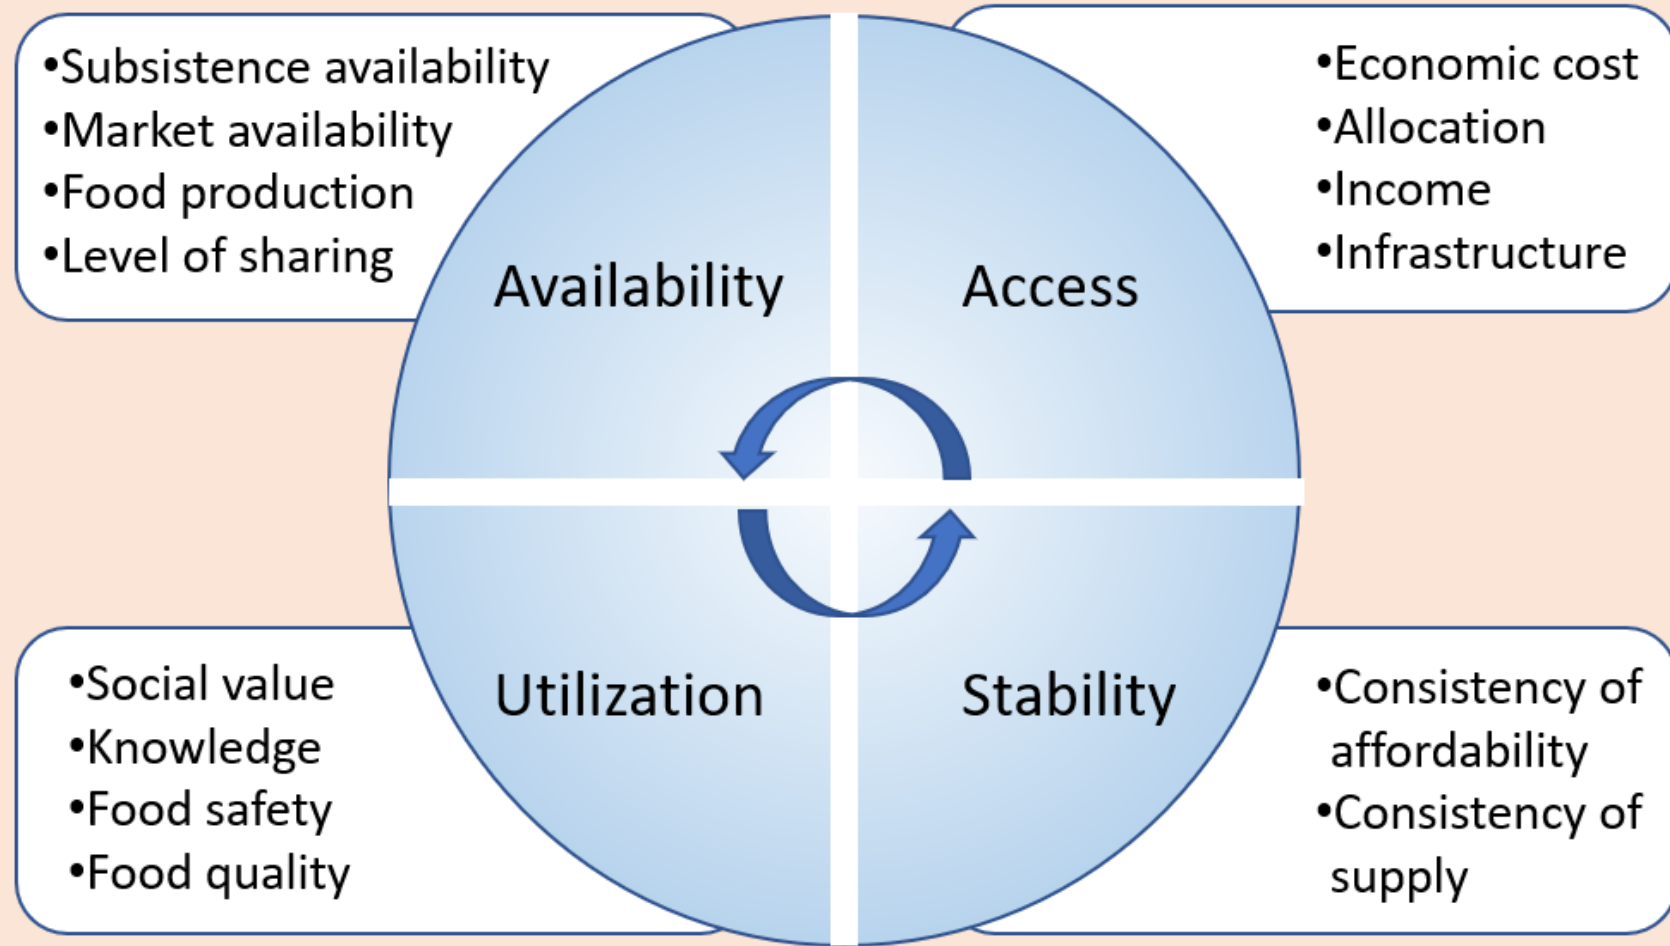 •Subsistence availability
•Market availability
•Food production
•Level of sharing
•Economic cost
•Allocation
•Income
•Infrastructure
Availability
Access
Utilization
Stability
•Social value
•Knowledge
•Food safety
•Food quality
•Consistency of
affordability
•Consistency of
supply